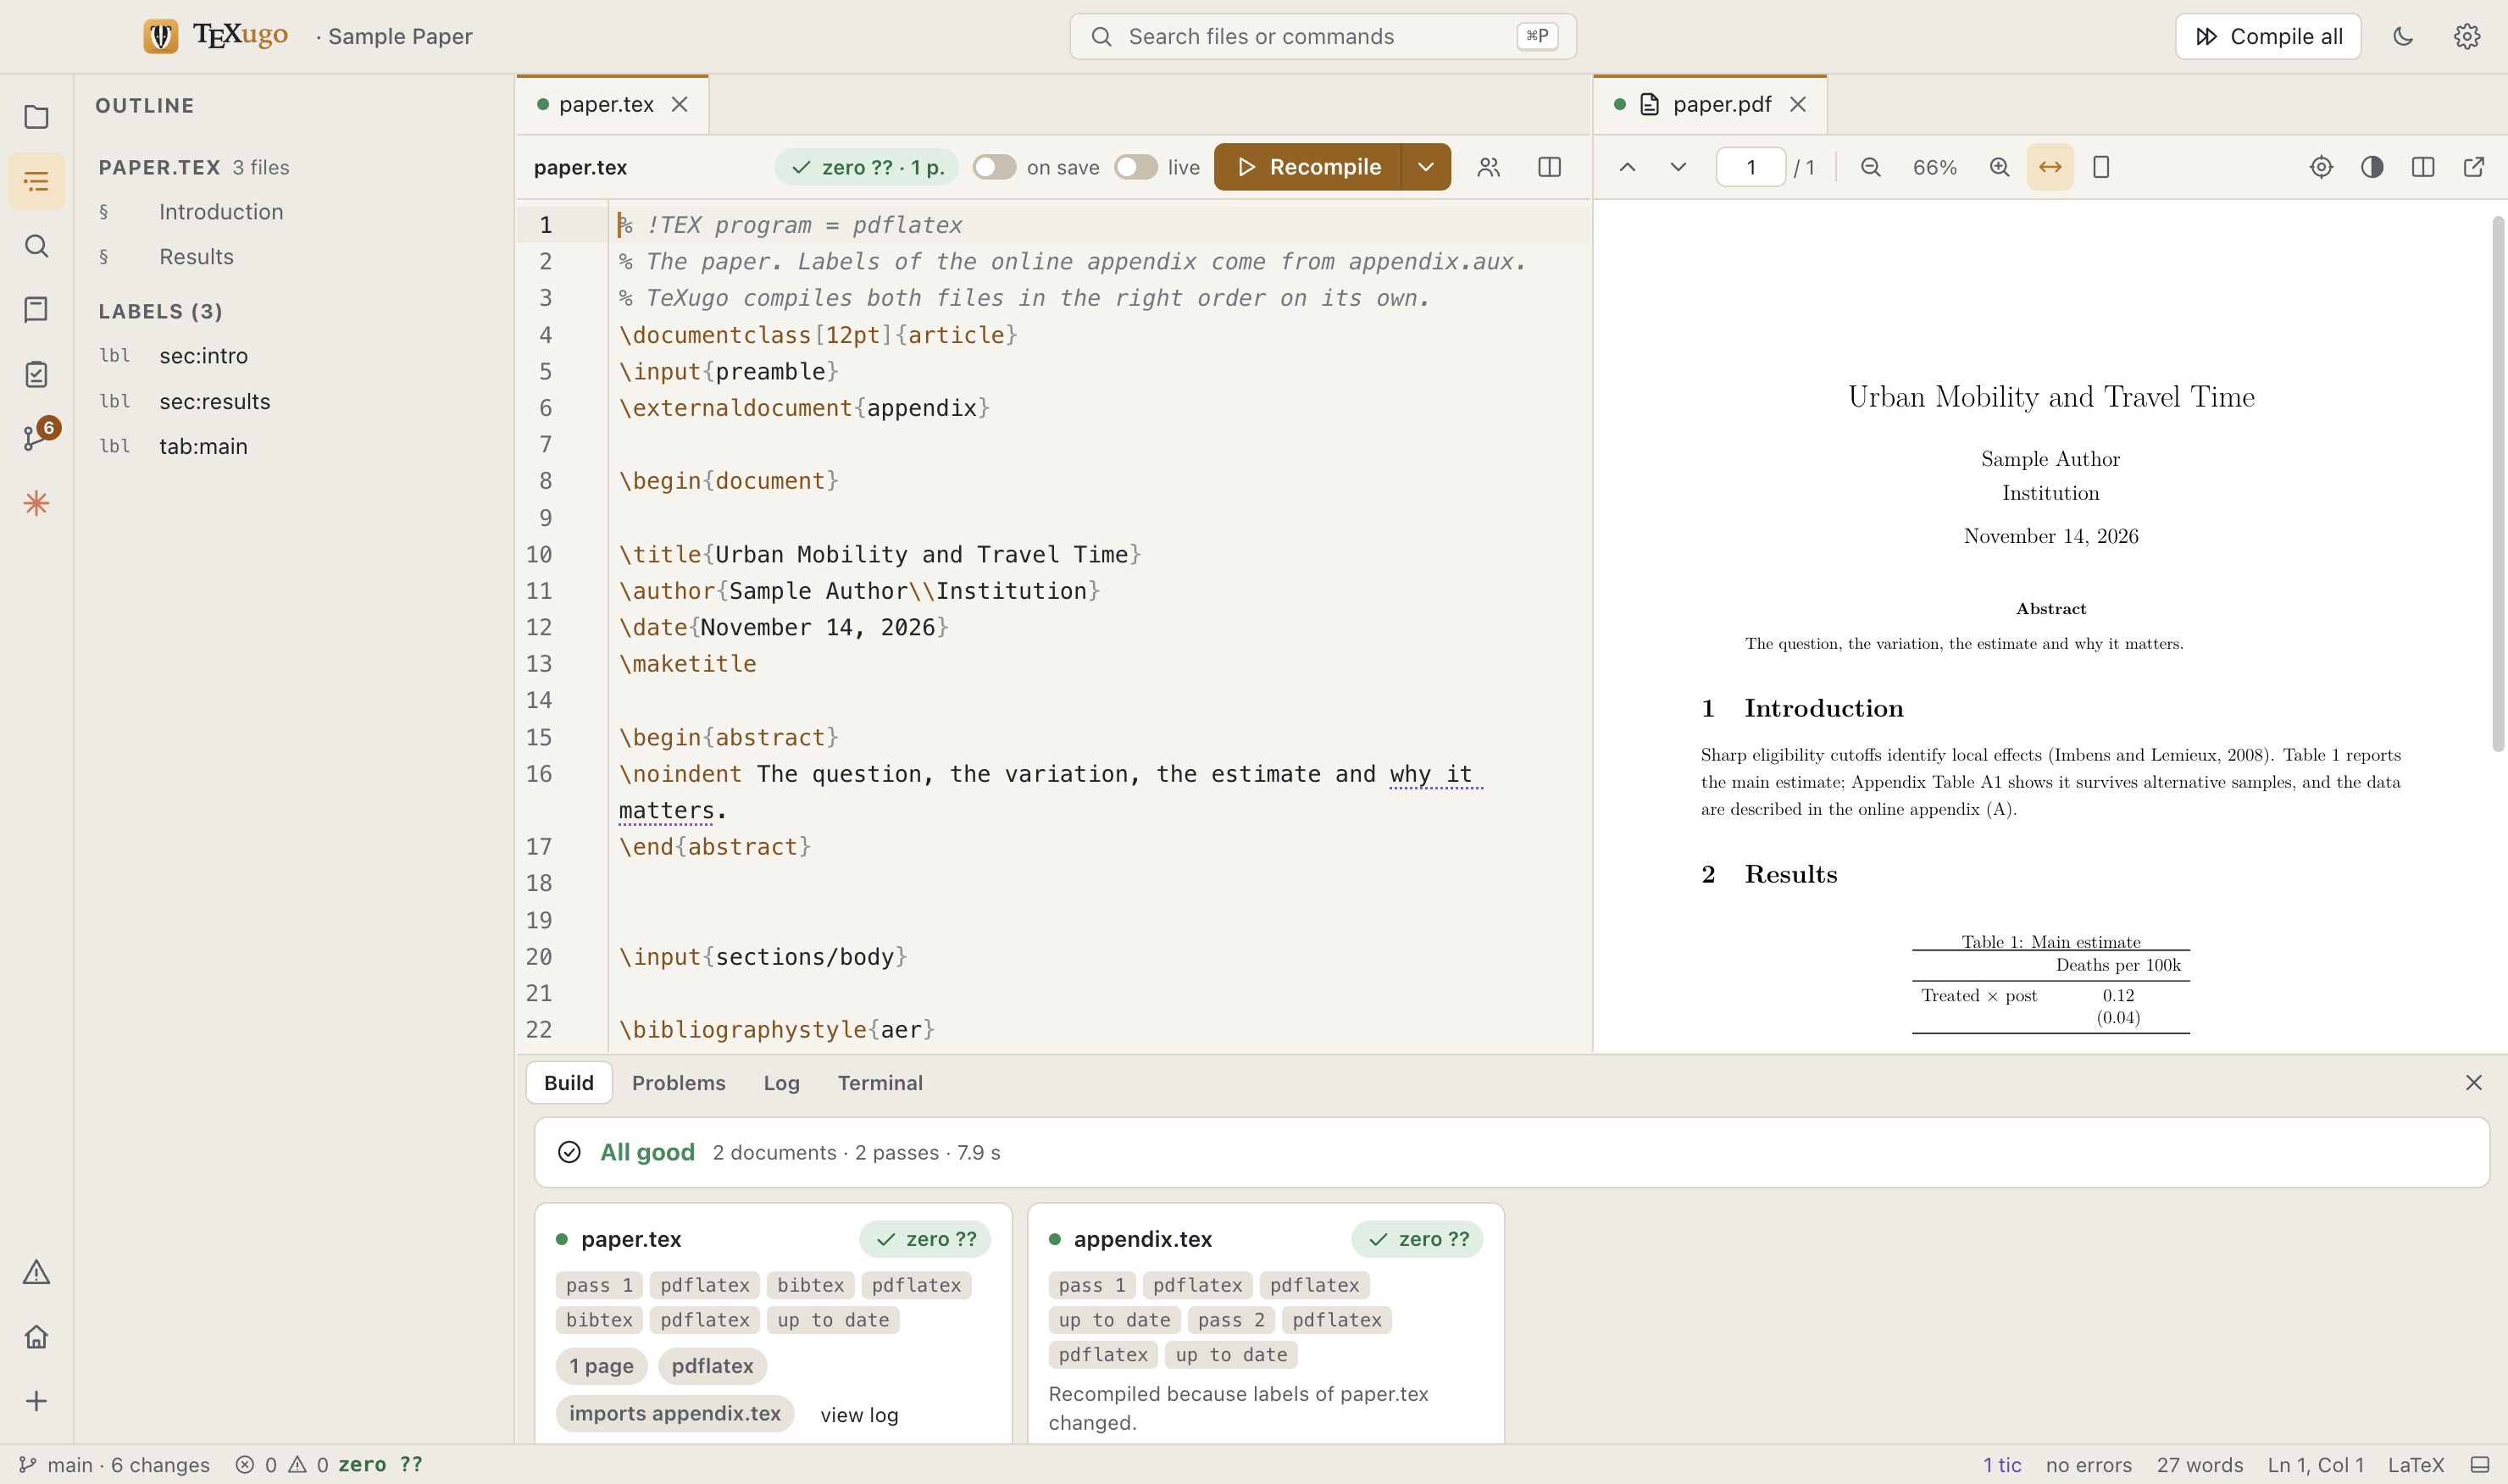 TEXugo · Sample Paper
Search files or commands ⌘P
Compile all
OUTLINE
PAPER.TEX 3 files
§ Introduction
§ Results
LABELS (3)
lbl sec:intro
lbl sec:results
lbl tab:main
6
paper.tex
paper.tex zero ?? · 1 p. on save live Recompile
1 % !TEX program = pdflatex
2 % The paper. Labels of the online appendix come from appendix.aux.
3 % TeXugo compiles both files in the right order on its own.
4 \documentclass[12pt]{article}
5 \input{preamble}
6 \externaldocument{appendix}
7
8 \begin{document}
9
10 \title{Urban Mobility and Travel Time}
11 \author{Sample Author\\Institution}
12 \date{November 14, 2026}
13 \maketitle
14
15 \begin{abstract}
16 \noindent The question, the variation, the estimate and why it
matters.
17 \end{abstract}
18
19
20 \input{sections/body}
21
22 \bibliographystyle{aer}
paper.pdf
1 / 1 66%
Urban Mobility and Travel Time
Sample Author
Institution
November 14, 2026
Abstract
The question, the variation, the estimate and why it matters.
1 Introduction
Sharp eligibility cutoffs identify local effects (Imbens and Lemieux, 2008). Table 1 reports
the main estimate; Appendix Table A1 shows it survives alternative samples, and the data
are described in the online appendix (A).
2 Results
Table 1: Main estimate
Deaths per 100k
Treated × post 0.12
(0.04)
Build Problems Log Terminal
All good 2 documents · 2 passes · 7.9 s
paper.tex zero ??
pass 1 pdflatex bibtex pdflatex
bibtex pdflatex up to date
1 page pdflatex
imports appendix.tex view log
appendix.tex zero ??
pass 1 pdflatex pdflatex
up to date pass 2 pdflatex
pdflatex up to date
Recompiled because labels of paper.tex
changed.
main · 6 changes 0 0 zero ??
1 tic no errors 27 words Ln 1, Col 1 LaTeX